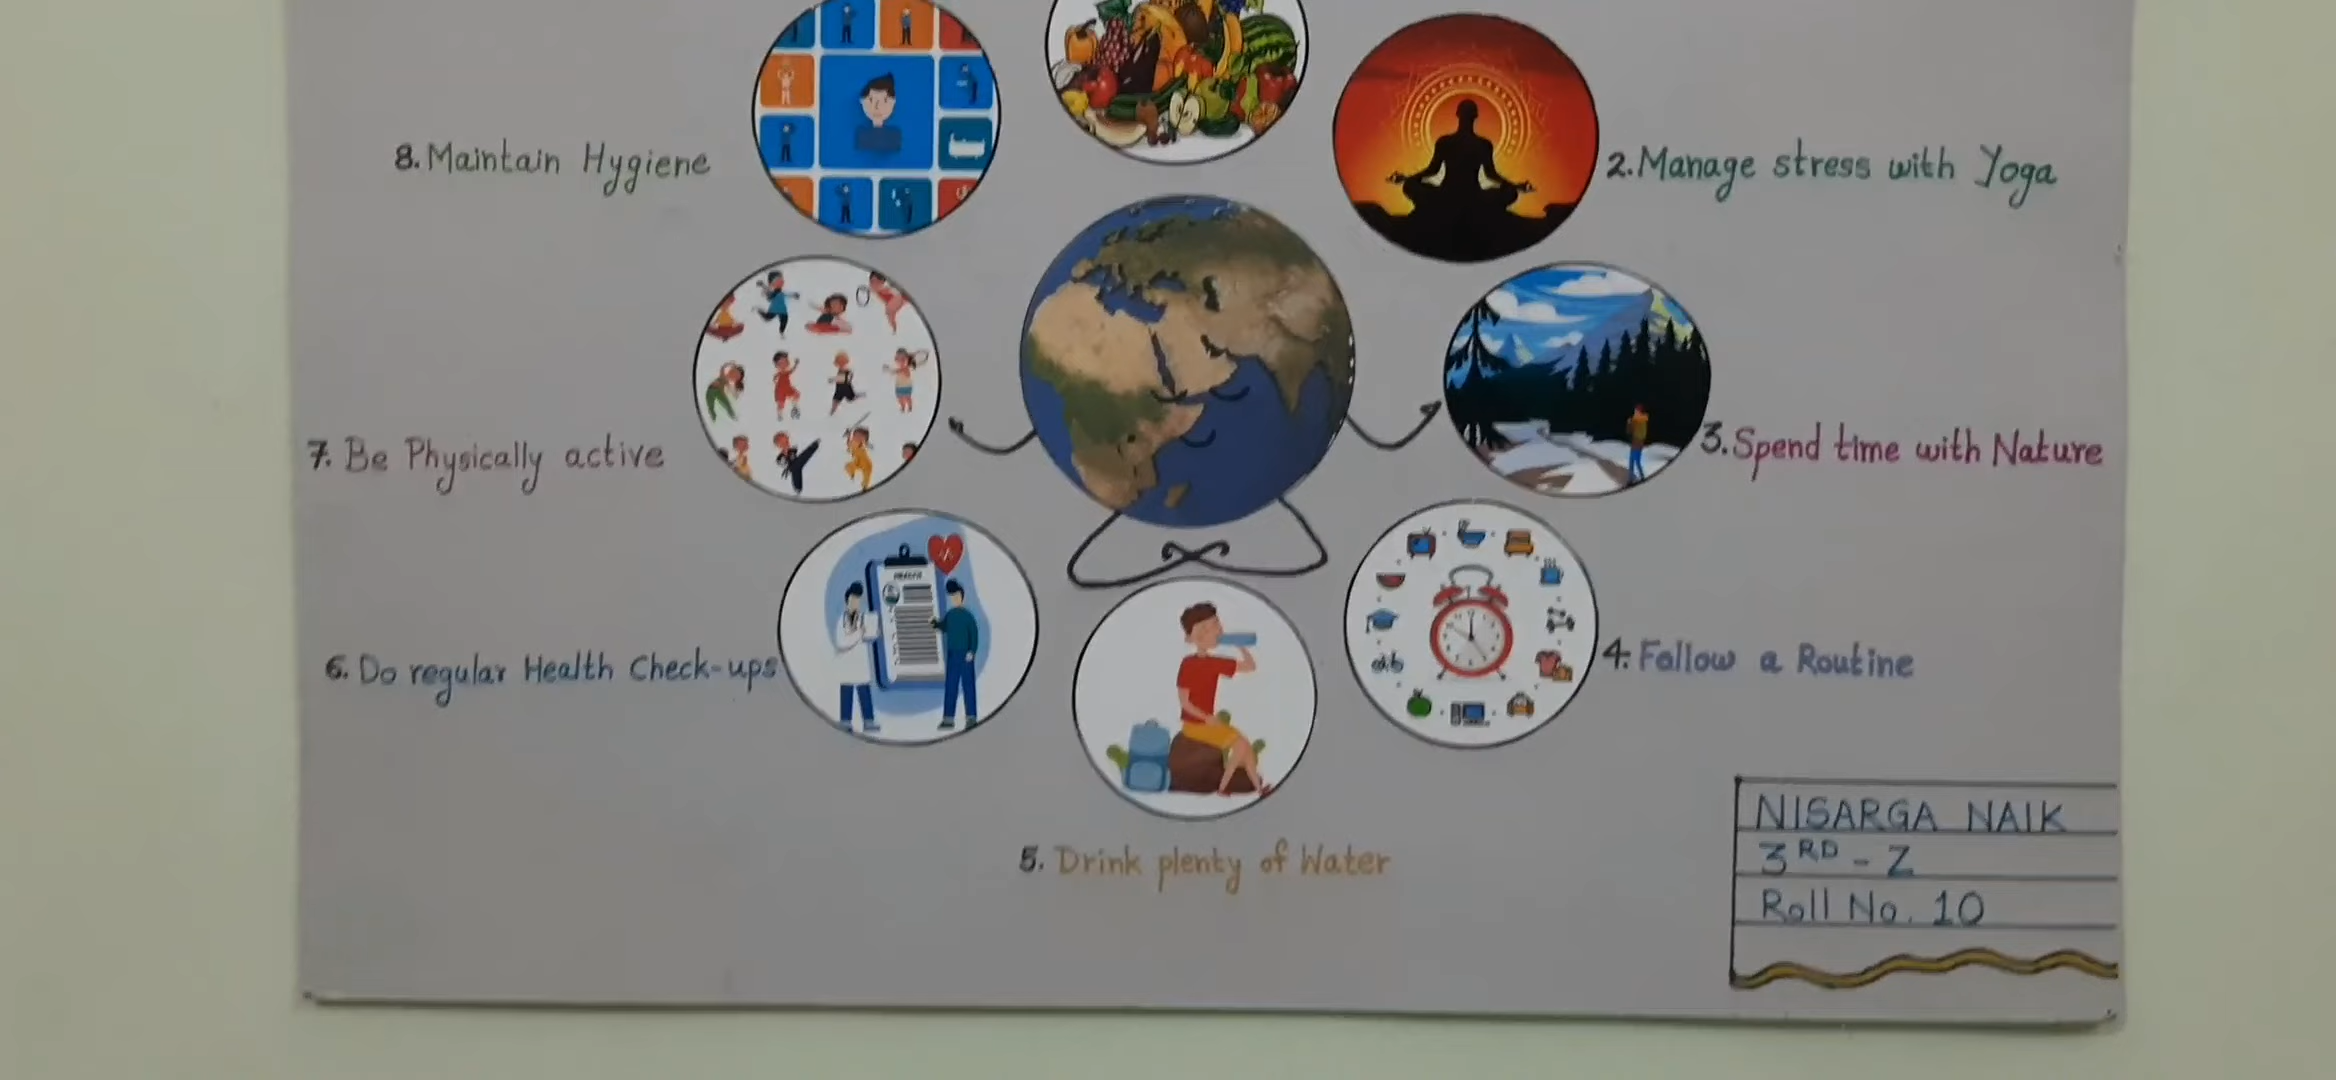 8. Maintain Hygiene
2. Manage stress with Yoga
7. Be Physically active
3. Spend time with Nature
6. Do regular Health Check-ups
4. Follow a Routine
5. Drink plenty of Water
NISARGA NAIK
3RD - Z
Roll No. 10